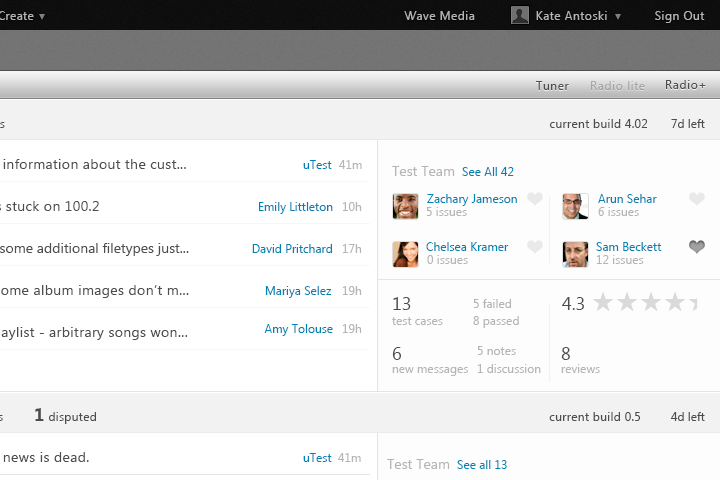 Create ▾ Wave Media Kate Antoski ▾ Sign Out
Tuner Radio lite Radio+
s current build 4.02 7d left
information about the cust... uTest 41m
Test Team See All 42
s stuck on 100.2 Emily Littleton 10h
Zachary Jameson Arun Sehar
5 issues 6 issues
some additional filetypes just... David Pritchard 17h
Chelsea Kramer Sam Beckett
0 issues 12 issues
ome album images don't m... Mariya Selez 19h
13 5 failed 4.3
test cases 8 passed
aylist - arbitrary songs won... Amy Tolouse 19h
6 5 notes 8
new messages 1 discussion reviews
s 1 disputed current build 0.5 4d left
news is dead. uTest 41m
Test Team See all 13